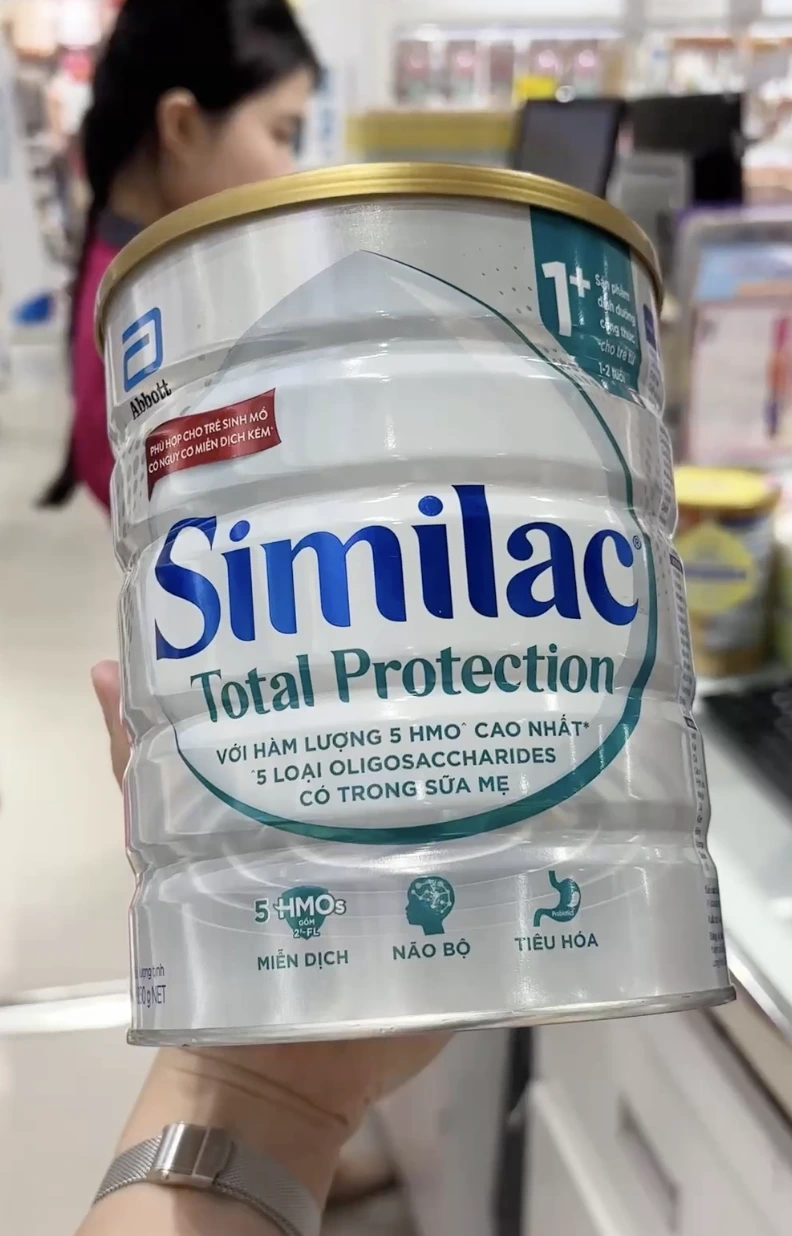 1+
Sản phẩm
dinh dưỡng
công thức
cho trẻ từ
1-2 tuổi
Abbott
PHÙ HỢP CHO TRẺ SINH MỔ
CÓ NGUY CƠ MIỄN DỊCH KÉM*
Similac®
Total Protection
VỚI HÀM LƯỢNG 5 HMO^ CAO NHẤT*
^5 LOẠI OLIGOSACCHARIDES
CÓ TRONG SỮA MẸ
5 HMOs
GỒM
2'-FL
MIỄN DỊCH
NÃO BỘ
Probiotic
TIÊU HÓA
NET